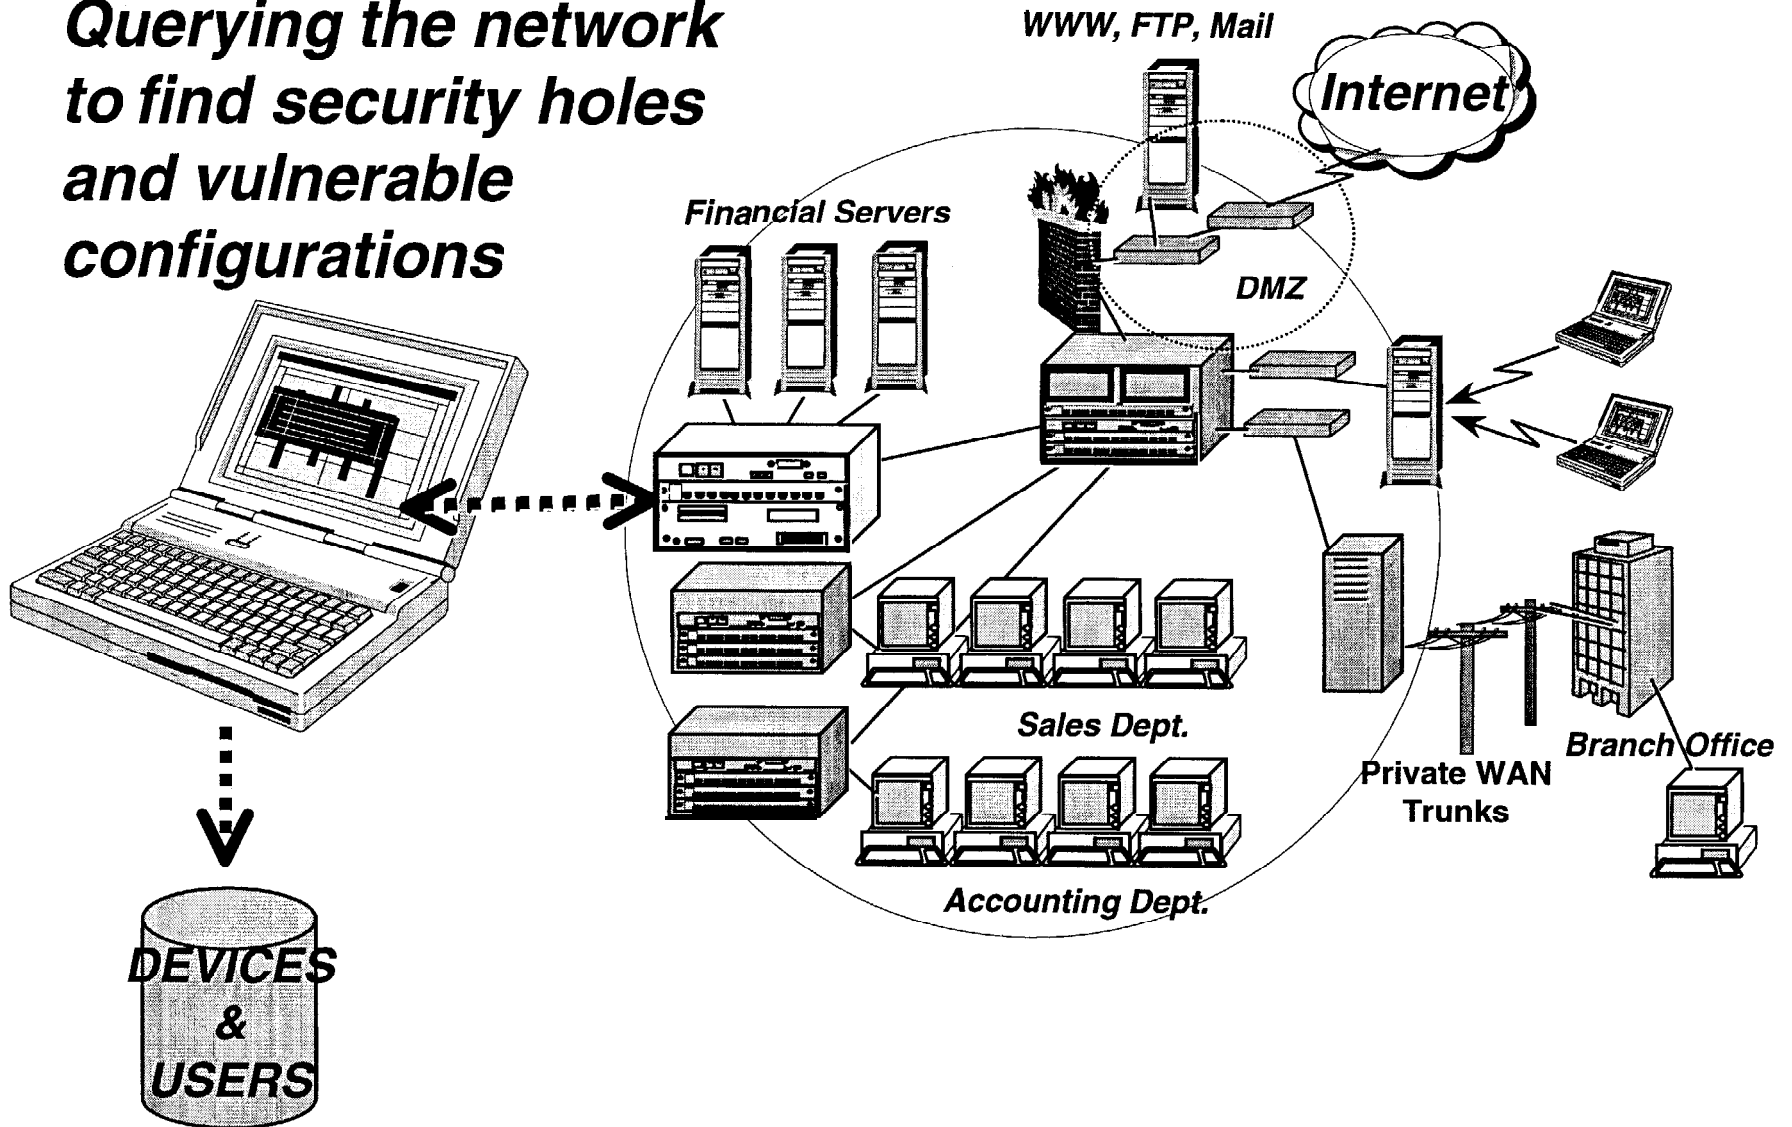 Querying the network
to find security holes
and vulnerable
configurations
WWW, FTP, Mail
Internet
Financial Servers
DMZ
Sales Dept.
Branch Office
Private WAN
Trunks
Accounting Dept.
DEVICES
&
USERS